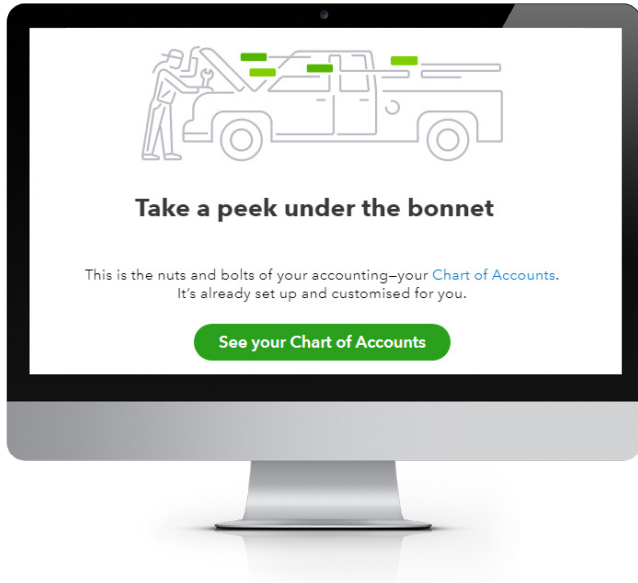 Take a peek under the bonnet
This is the nuts and bolts of your accounting—your Chart of Accounts.
It's already set up and customised for you.
See your Chart of Accounts